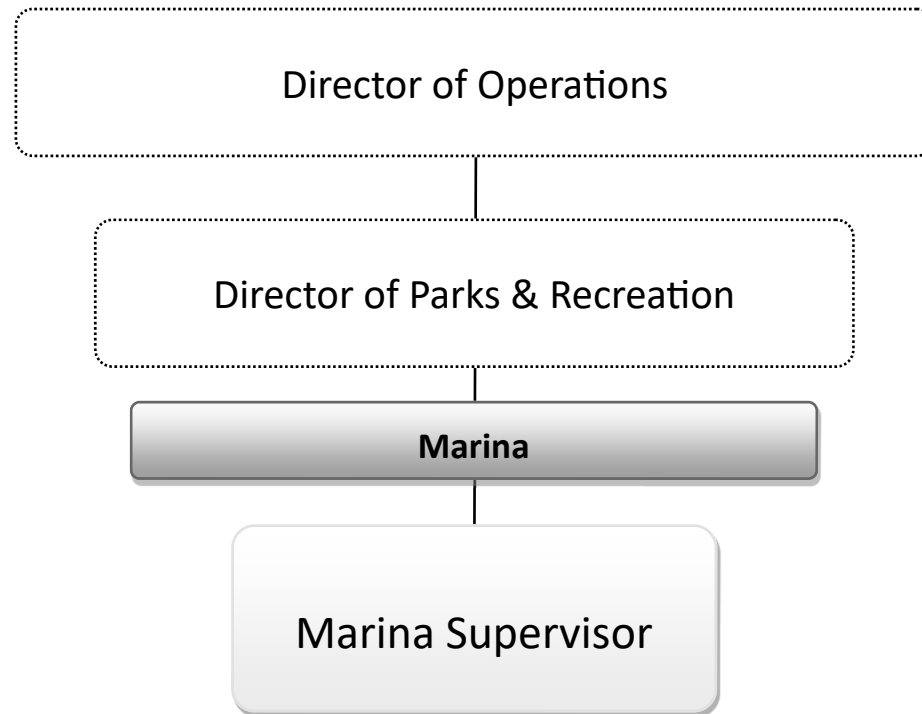 Director of Operations
Director of Parks & Recreation
Marina
Marina Supervisor